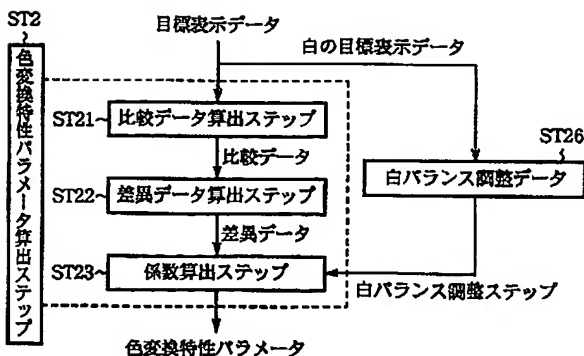 ST2
色変換特性パラメータ算出ステップ
目標表示データ
白の目標表示データ
ST21
比較データ算出ステップ
比較データ
ST22
差異データ算出ステップ
差異データ
ST23
係数算出ステップ
色変換特性パラメータ
ST26
白バランス調整データ
白バランス調整ステップ